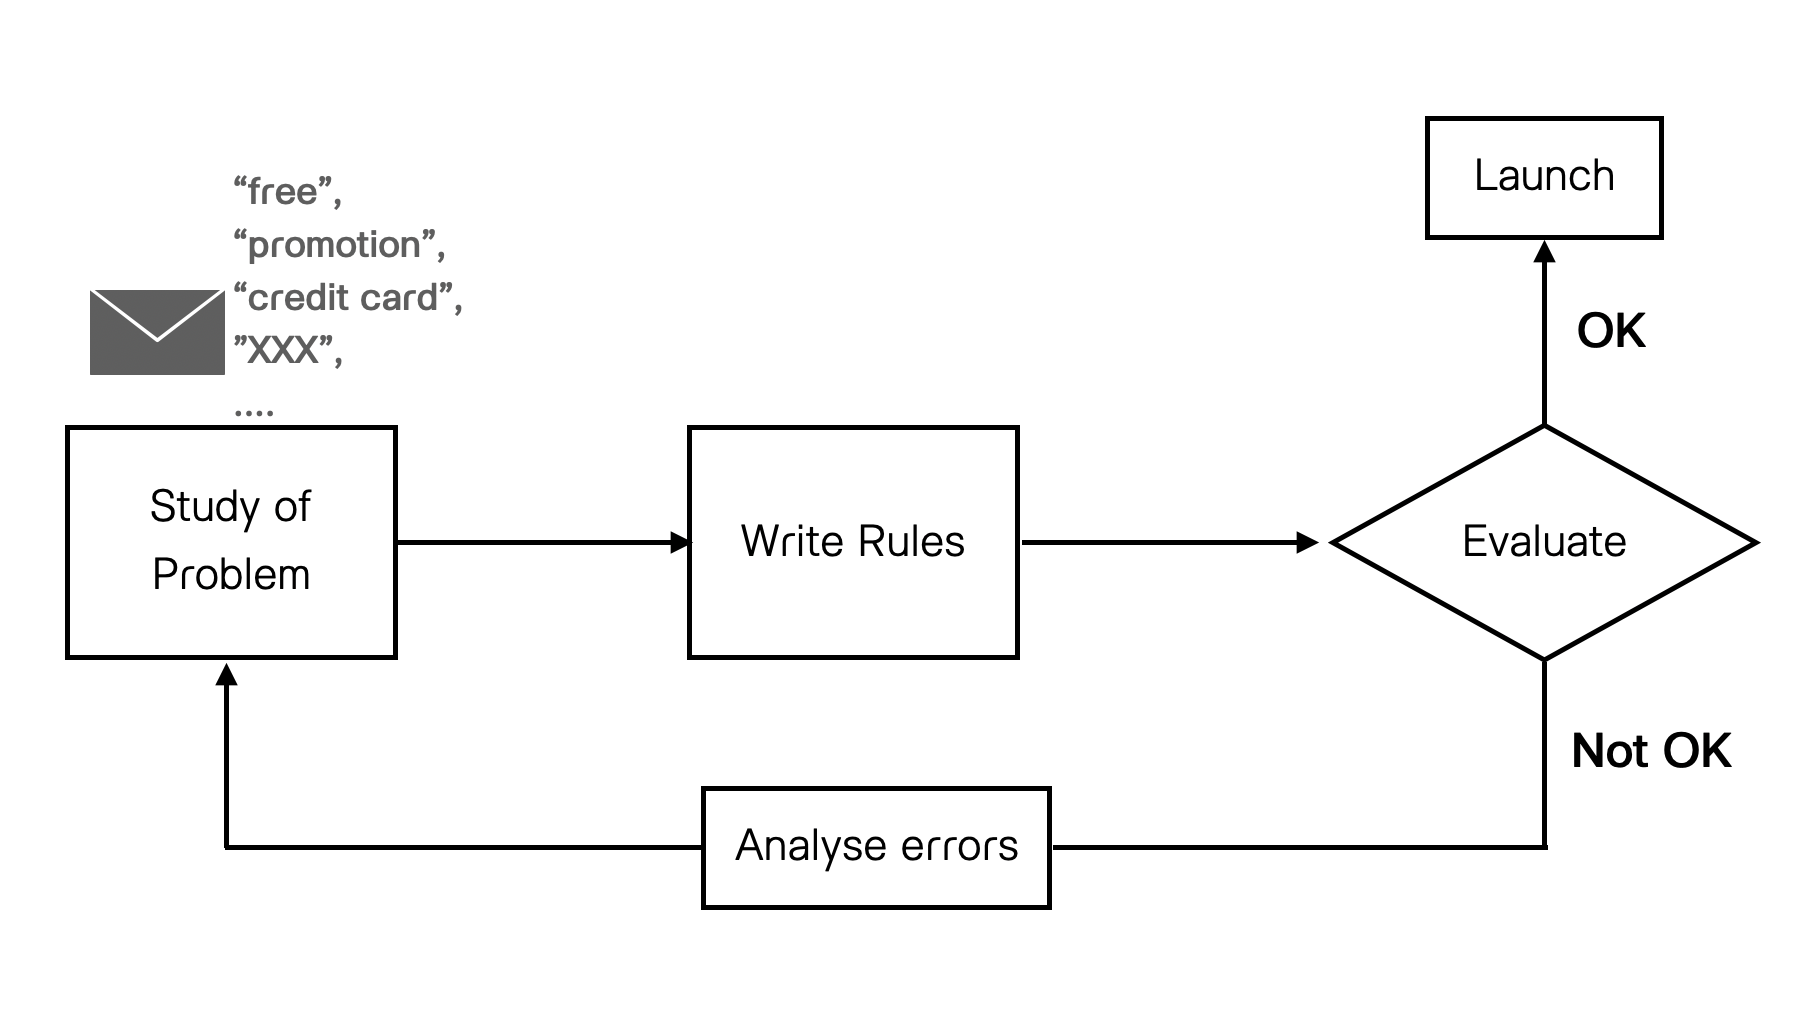 “free”,
“promotion”,
“credit card”,
”XXX”,
....
Study of
Problem
Write Rules
Evaluate
Launch
OK
Not OK
Analyse errors